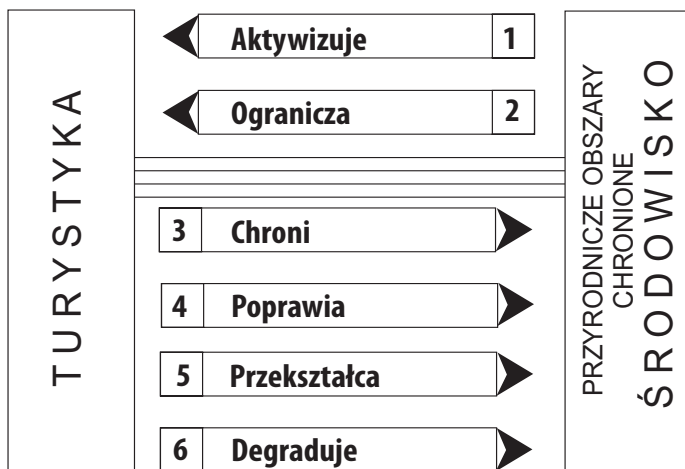 TURYSTYKA
Aktywizuje 1
Ogranicza 2
3 Chroni
4 Poprawia
5 Przekształca
6 Degraduje
PRZYRODNICZE OBSZARY
CHRONIONE
ŚRODOWISKO